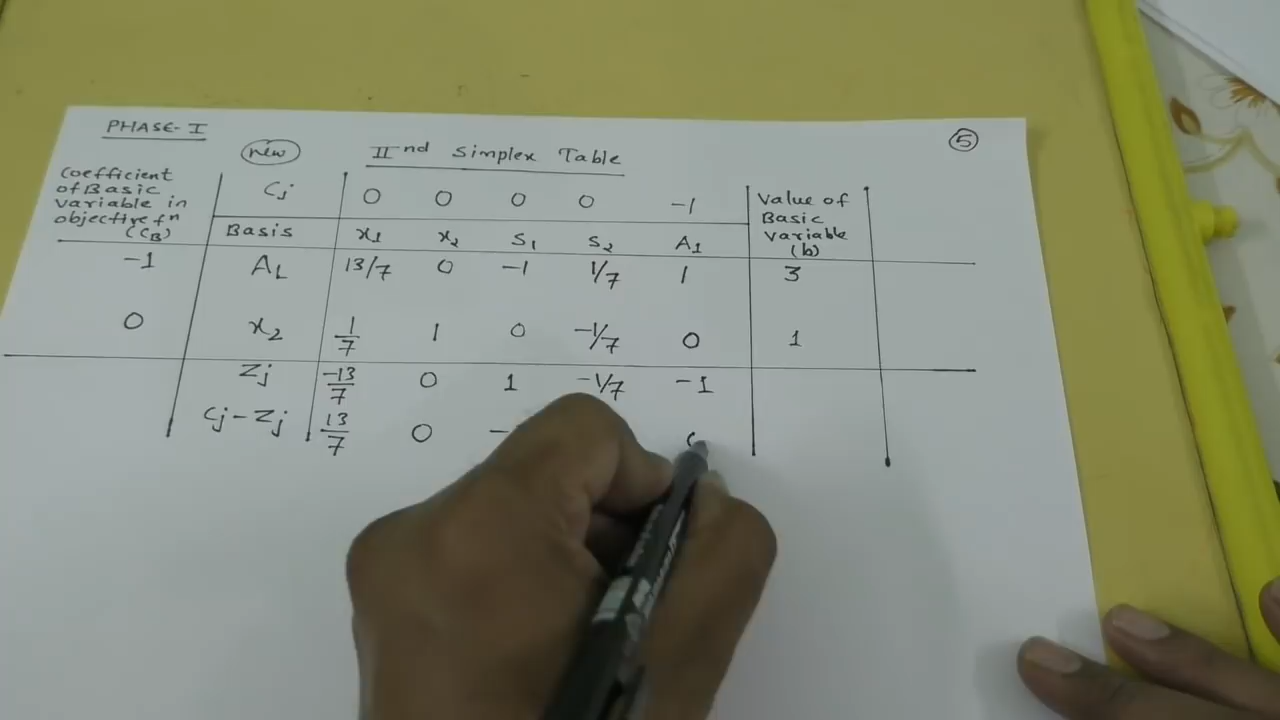 PHASE-I
5
new
IInd Simplex Table
Coefficient
of Basic
variable in
objective fn
(CB)
Cj 0 0 0 0 -1
Value of
Basic
Variable
(b)
Basis x1 x2 S1 S2 A1
-1 A1 13/7 0 -1 1/7 1 3
0 x2 1/7 1 0 -1/7 0 1
Zj -13/7 0 1 -1/7 -1
Cj-Zj 13/7 0 -